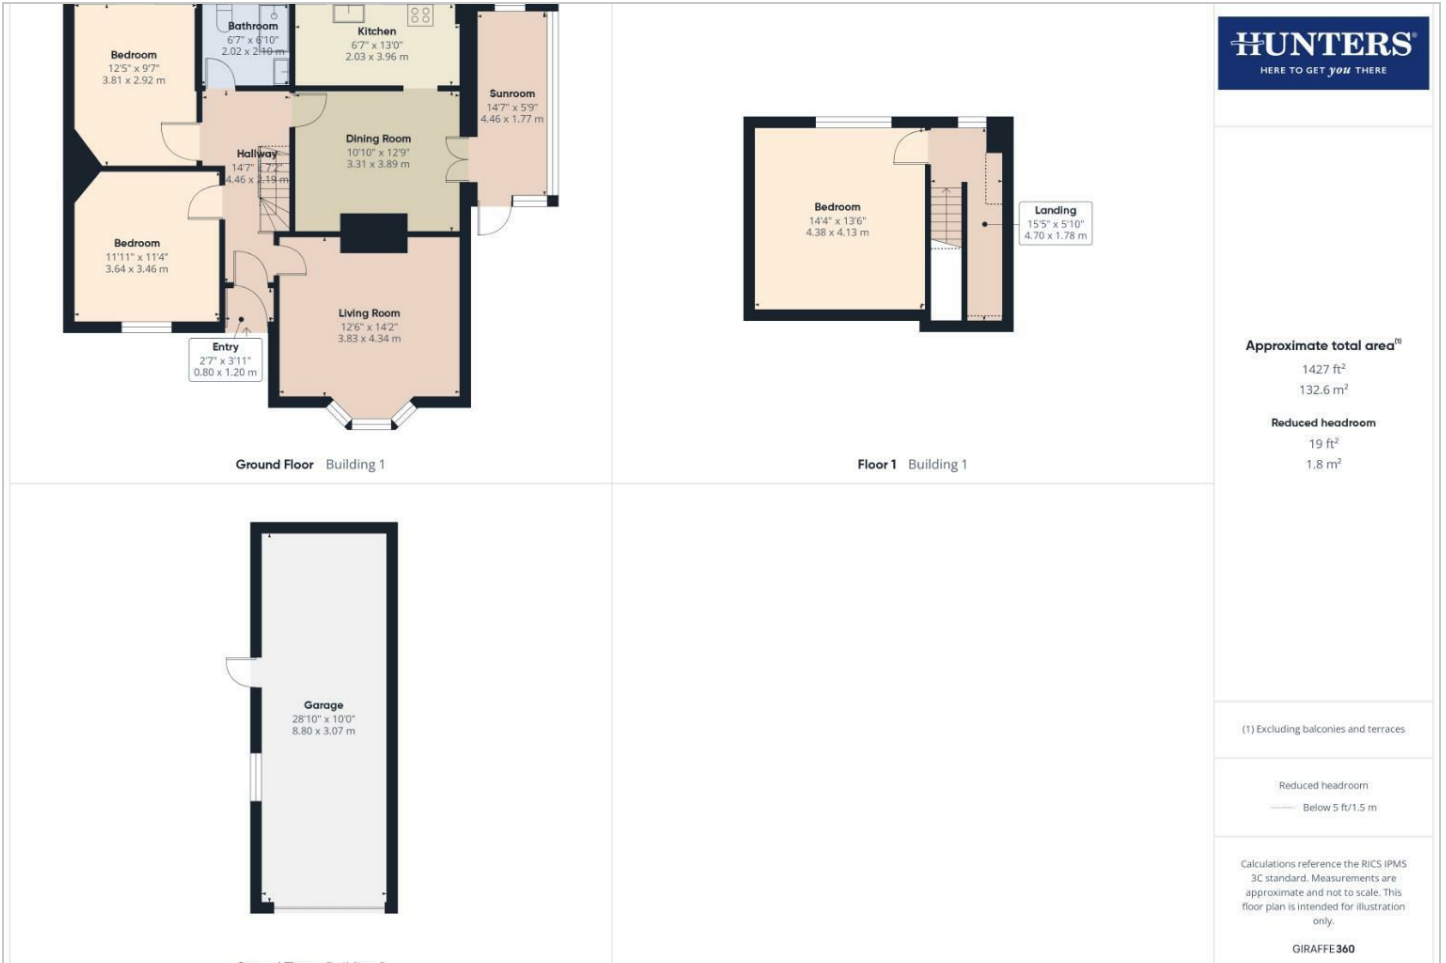 Bathroom
6'7" x 6'10"
2.02 x 2.10 m
Kitchen
6'7" x 13'0"
2.03 x 3.96 m
Bedroom
12'5" x 9'7"
3.81 x 2.92 m
Sunroom
14'7" x 5'9"
4.46 x 1.77 m
Dining Room
10'10" x 12'9"
3.31 x 3.89 m
Hallway
14'7" x 7'2"
4.46 x 2.19 m
Bedroom
11'11" x 11'4"
3.64 x 3.46 m
Living Room
12'6" x 14'2"
3.83 x 4.34 m
Entry
2'7" x 3'11"
0.80 x 1.20 m
Ground Floor Building 1
Bedroom
14'4" x 13'6"
4.38 x 4.13 m
Landing
15'5" x 5'10"
4.70 x 1.78 m
Floor 1 Building 1
Garage
28'10" x 10'0"
8.80 x 3.07 m
HUNTERS®
HERE TO GET you THERE
Approximate total area(1)
1427 ft²
132.6 m²
Reduced headroom
19 ft²
1.8 m²
(1) Excluding balconies and terraces
Reduced headroom
Below 5 ft/1.5 m
Calculations reference the RICS IPMS
3C standard. Measurements are
approximate and not to scale. This
floor plan is intended for illustration
only.
GIRAFFE360